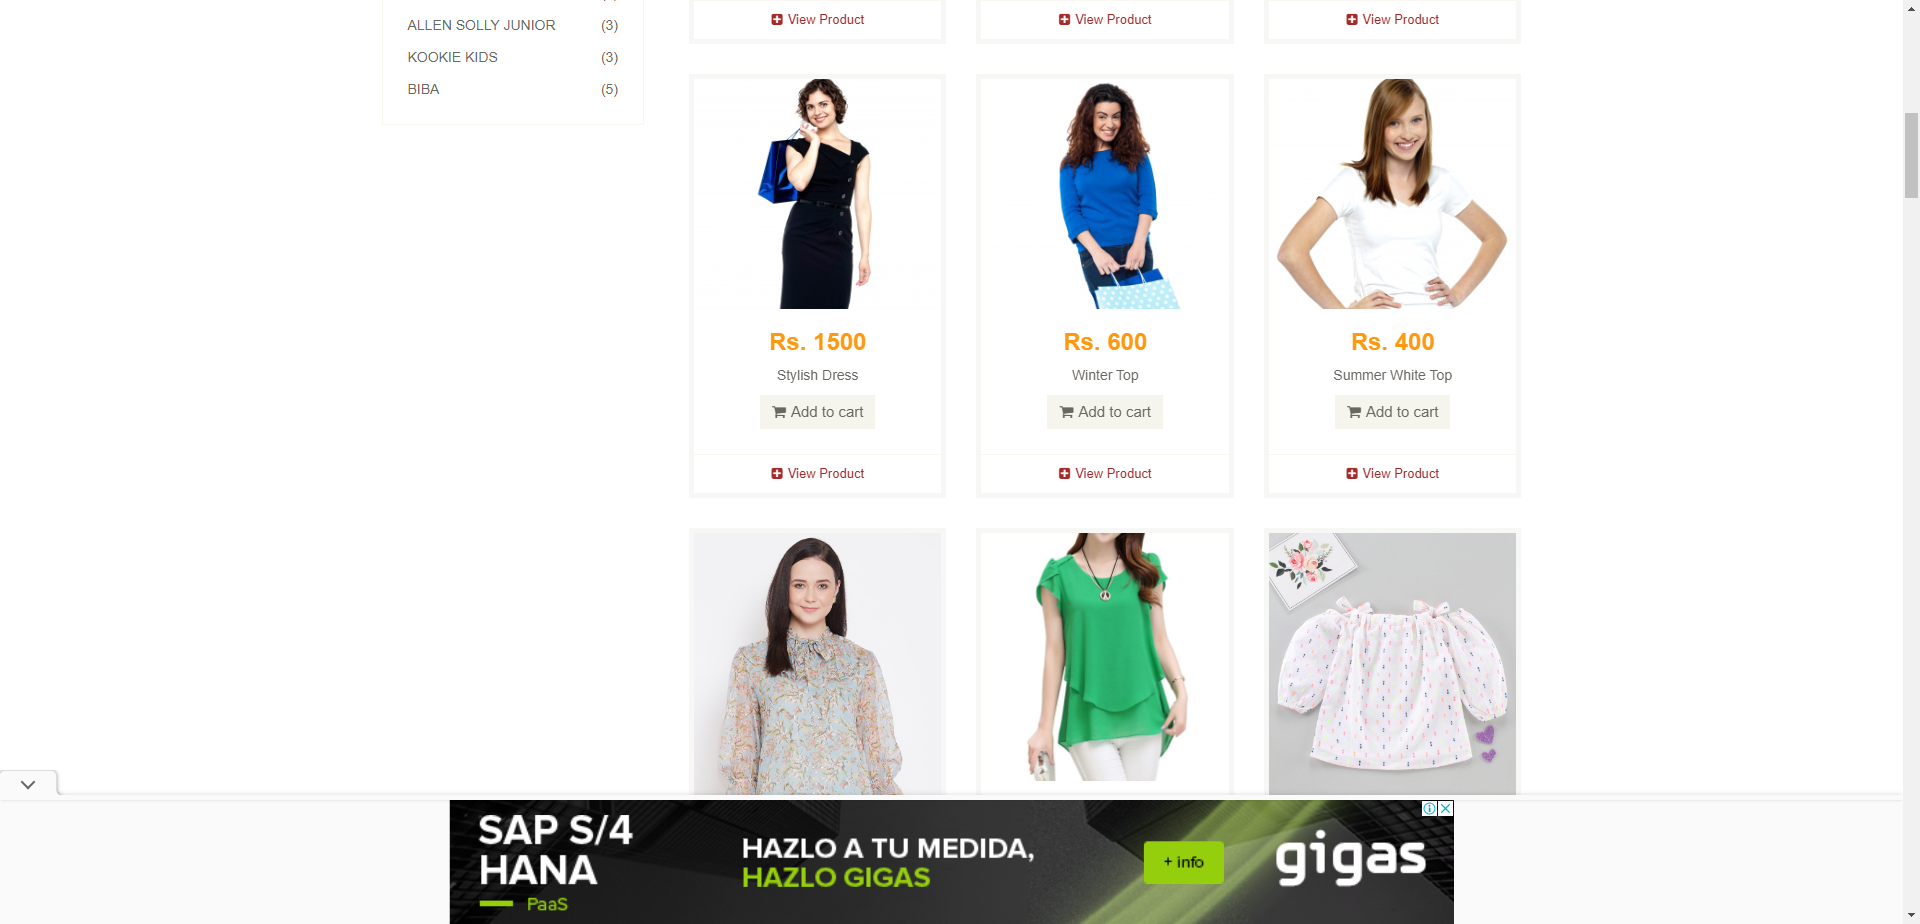 ALLEN SOLLY JUNIOR (3)
KOOKIE KIDS (3)
BIBA (5)
View Product
View Product
View Product
Rs. 1500
Stylish Dress
Add to cart
View Product
Rs. 600
Winter Top
Add to cart
View Product
Rs. 400
Summer White Top
Add to cart
View Product
SAP S/4
HANA
PaaS
HAZLO A TU MEDIDA,
HAZLO GIGAS
+ info
gigas